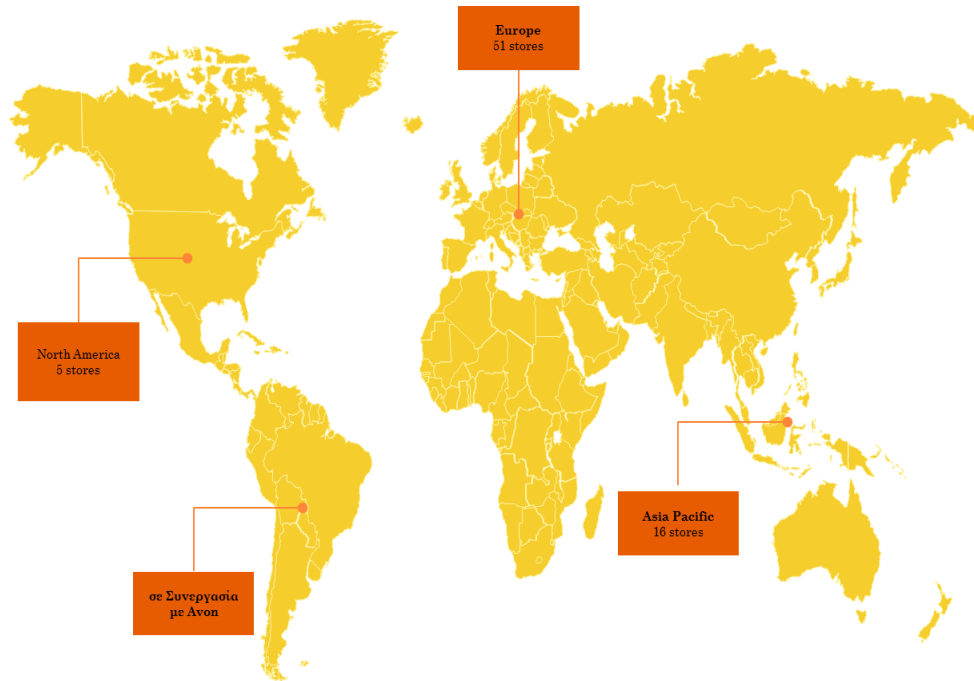 Europe
51 stores
North America
5 stores
Asia Pacific
16 stores
σε Συνεργασία
με Avon